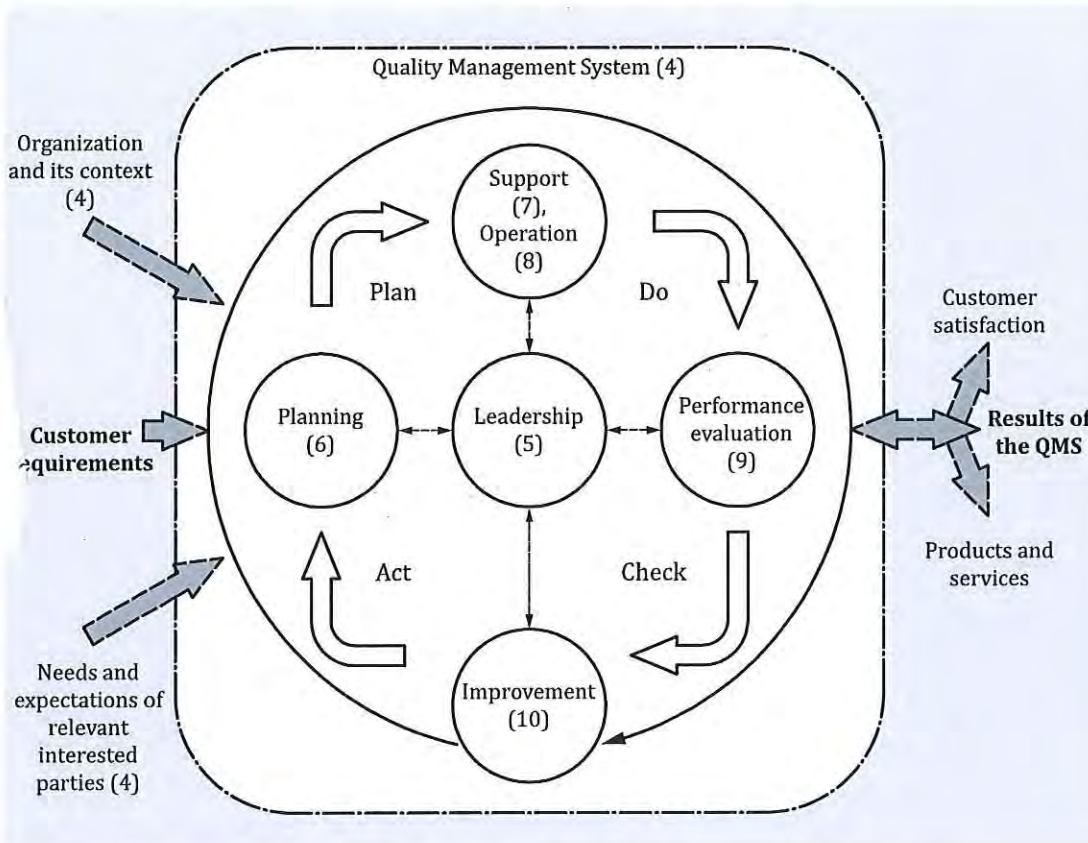 Quality Management System (4)
Organization
and its context
(4)
Support
(7),
Operation
(8)
Plan
Do
Customer
satisfaction
Planning
(6)
Leadership
(5)
Performance
evaluation
(9)
Customer
equirements
Results of
the QMS
Act
Check
Products and
services
Needs and
expectations of
relevant
interested
parties (4)
Improvement
(10)